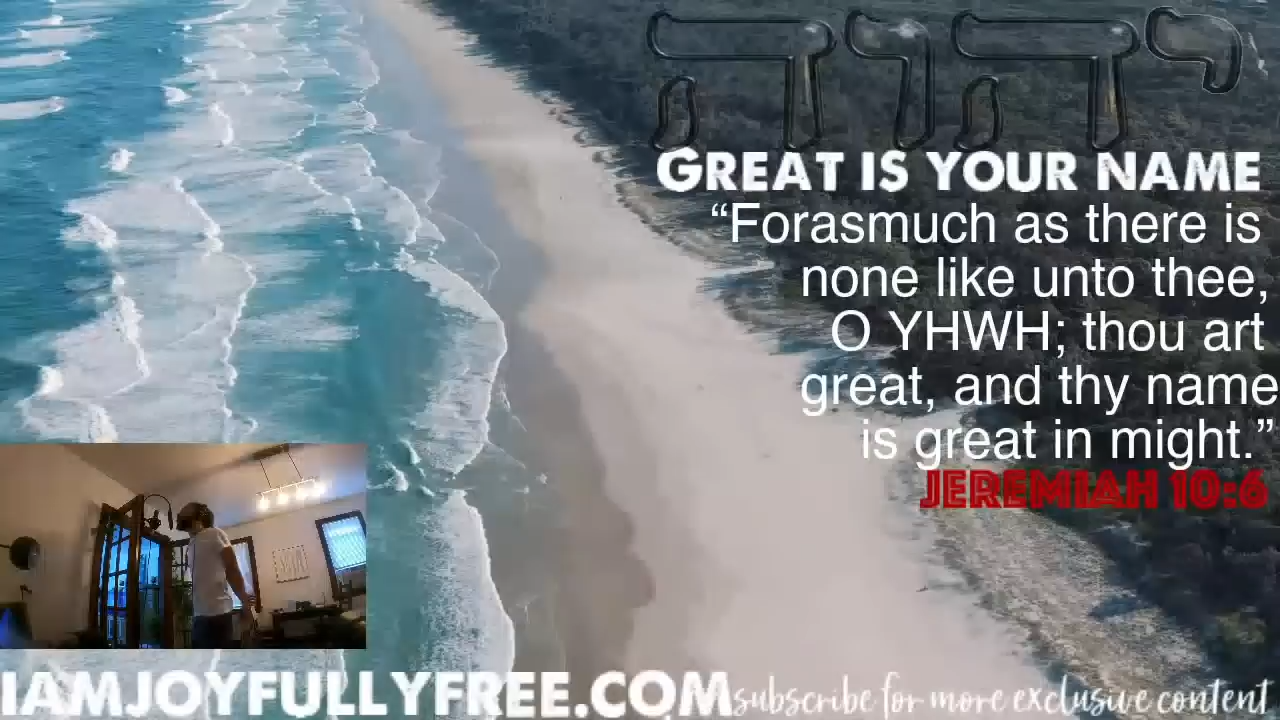 יהוה
GREAT IS YOUR NAME
“Forasmuch as there is
none like unto thee,
O YHWH; thou art
great, and thy name
is great in might.”
JEREMIAH 10:6
IAMJOYFULLYFREE.COM
subscribe for more exclusive content